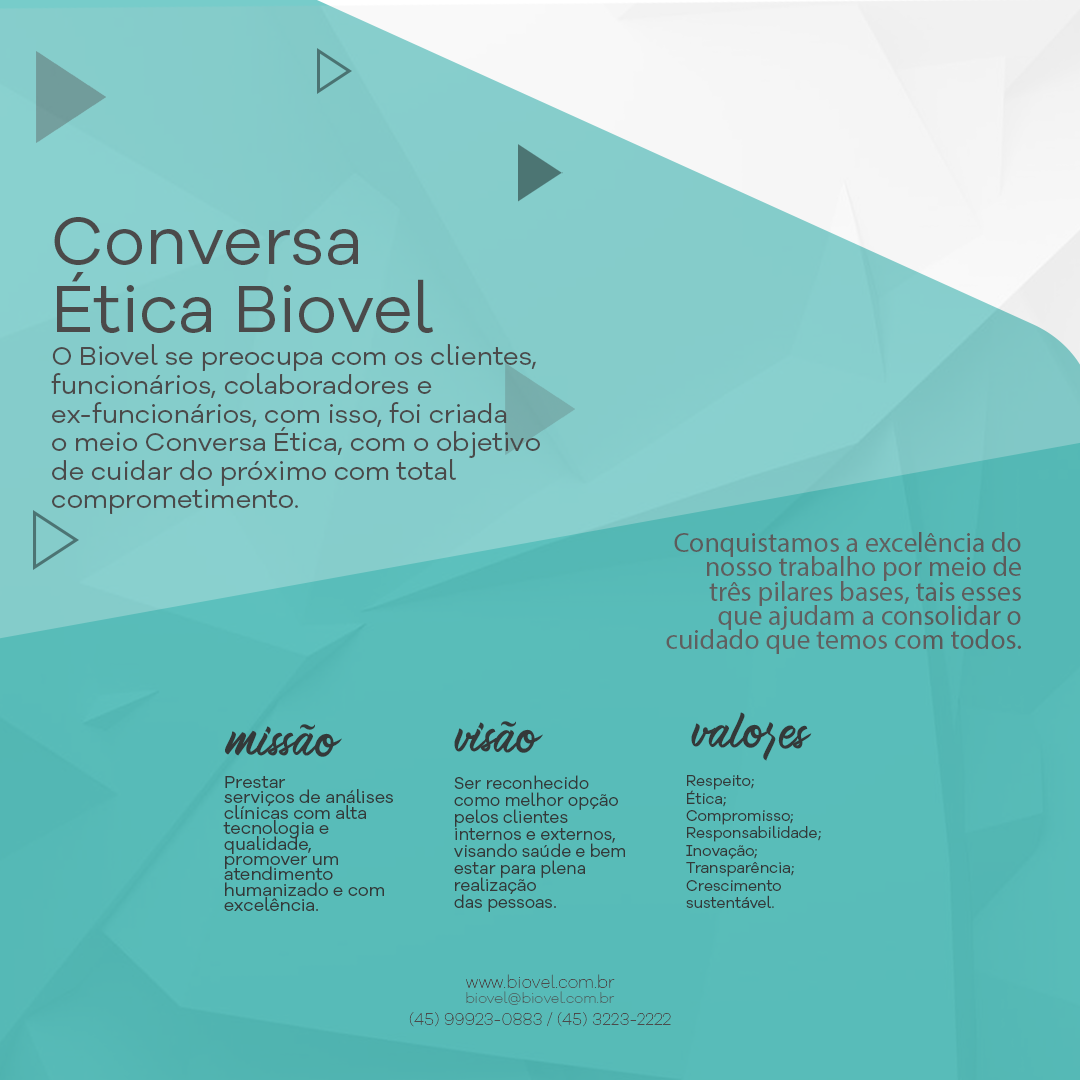 Conversa
Ética Biovel
O Biovel se preocupa com os clientes,
funcionários, colaboradores e
ex-funcionários, com isso, foi criada
o meio Conversa Ética, com o objetivo
de cuidar do próximo com total
comprometimento.
Conquistamos a excelência do
nosso trabalho por meio de
três pilares bases, tais esses
que ajudam a consolidar o
cuidado que temos com todos.
missão
Prestar
serviços de análises
clínicas com alta
tecnologia e
qualidade,
promover um
atendimento
humanizado e com
excelência.
visão
Ser reconhecido
como melhor opção
pelos clientes
internos e externos,
visando saúde e bem
estar para plena
realização
das pessoas.
valores
Respeito;
Ética;
Compromisso;
Responsabilidade;
Inovação;
Transparência;
Crescimento
sustentável.
www.biovel.com.br
biovel@biovel.com.br
(45) 99923-0883 / (45) 3223-2222